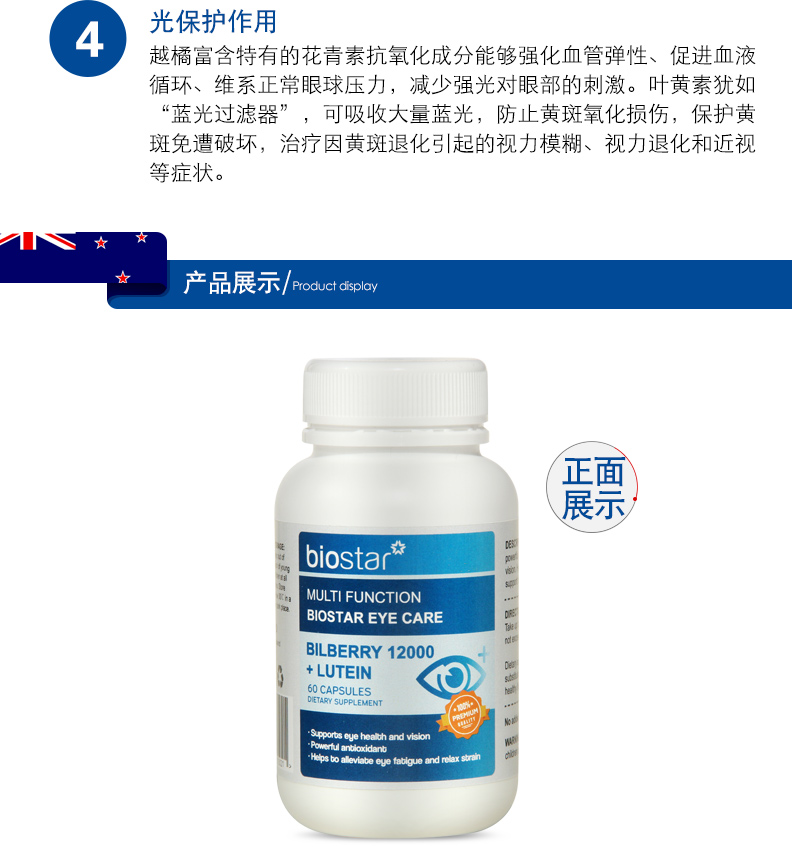 4
光保护作用
越橘富含特有的花青素抗氧化成分能够强化血管弹性、促进血液
循环、维系正常眼球压力，减少强光对眼部的刺激。叶黄素犹如
“蓝光过滤器”，可吸收大量蓝光，防止黄斑氧化损伤，保护黄
斑免遭破坏，治疗因黄斑退化引起的视力模糊、视力退化和近视
等症状。
产品展示/Product display
正面
展示
biostar
MULTI FUNCTION
BIOSTAR EYE CARE
BILBERRY 12000
+ LUTEIN
60 CAPSULES
DIETARY SUPPLEMENT
100%
PREMIUM
QUALITY
· Supports eye health and vision
· Powerful antioxidant
· Helps to alleviate eye fatigue and relax strain